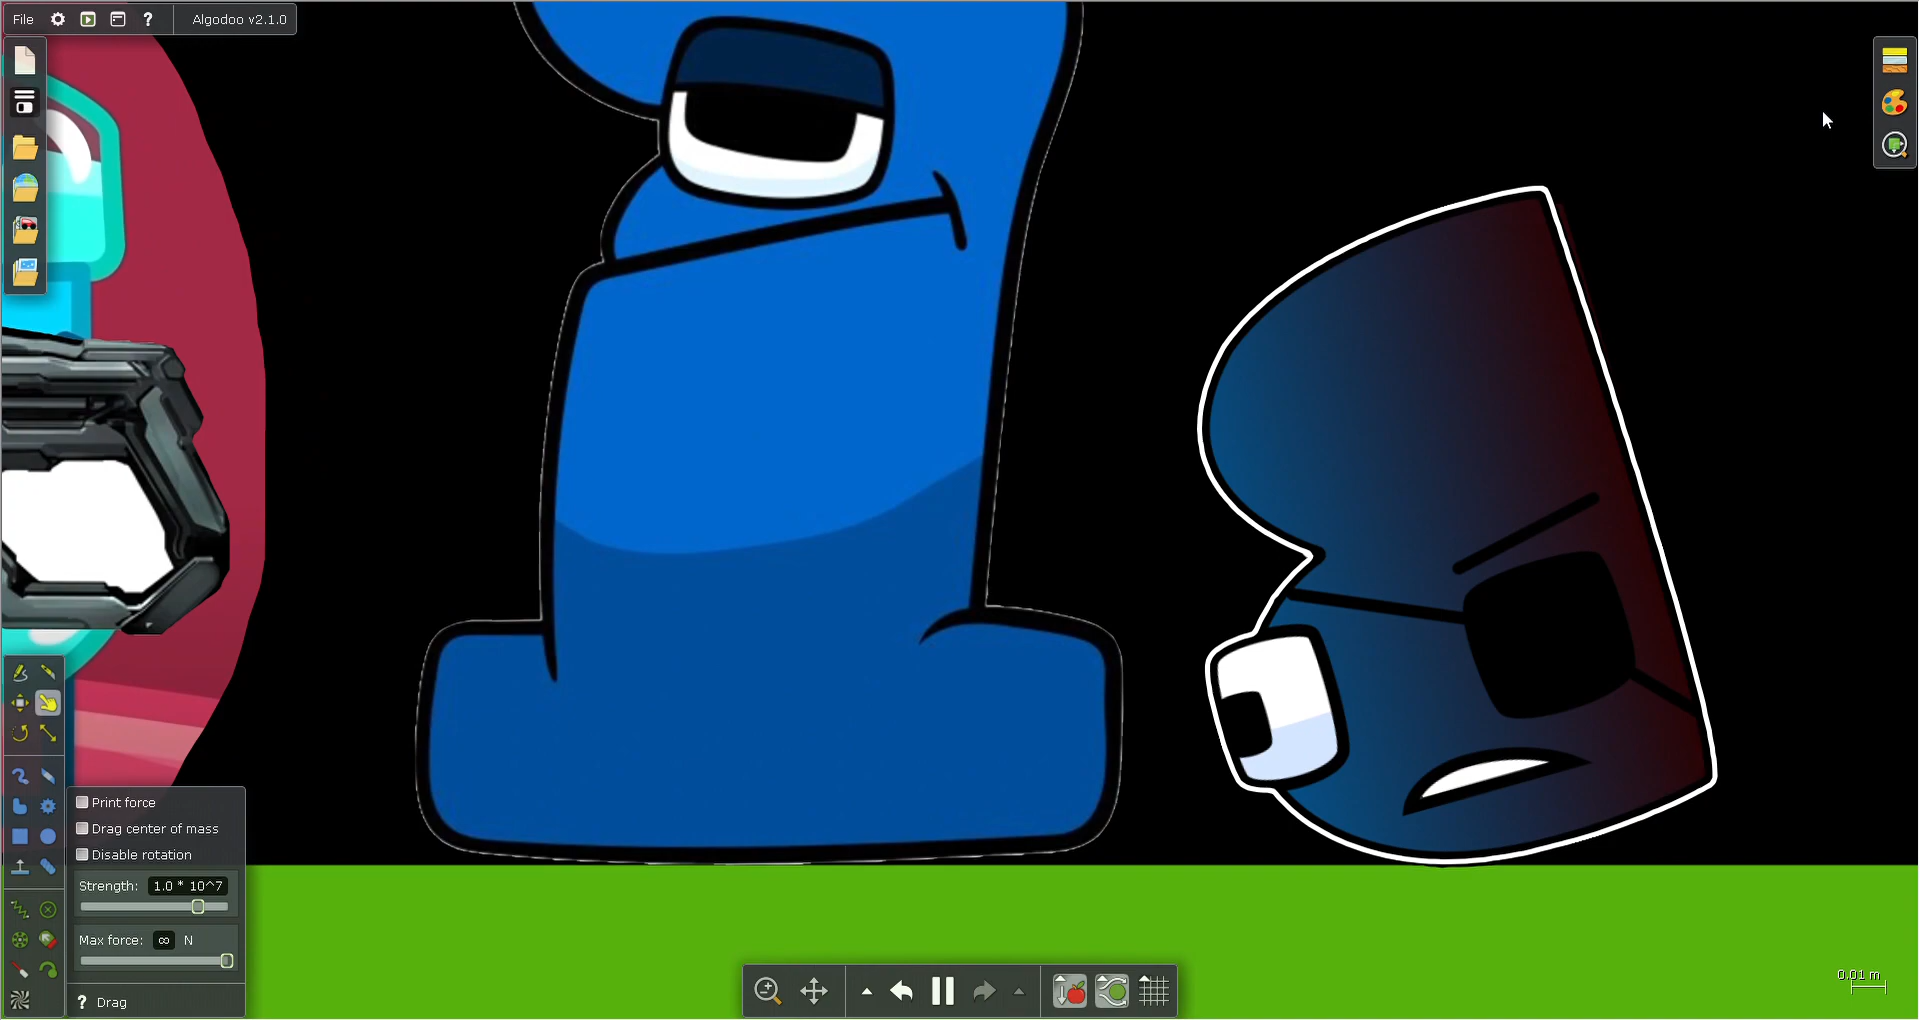 File ? Algodoo v2.1.0
Print force
Drag center of mass
Disable rotation
Strength: 1.0 * 10^7
Max force: ∞ N
? Drag
0.01 m